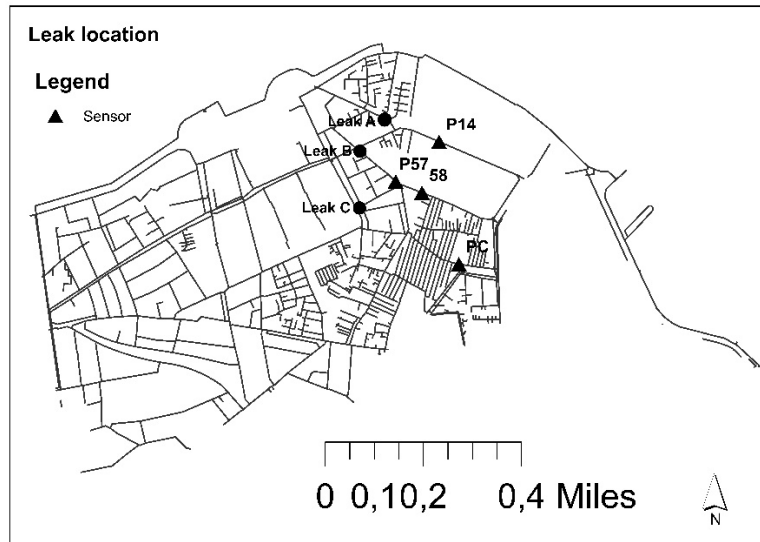 Leak location
Legend
Sensor
Leak A
P14
Leak B
P57
58
Leak C
PC
0 0,10,2 0,4 Miles
N